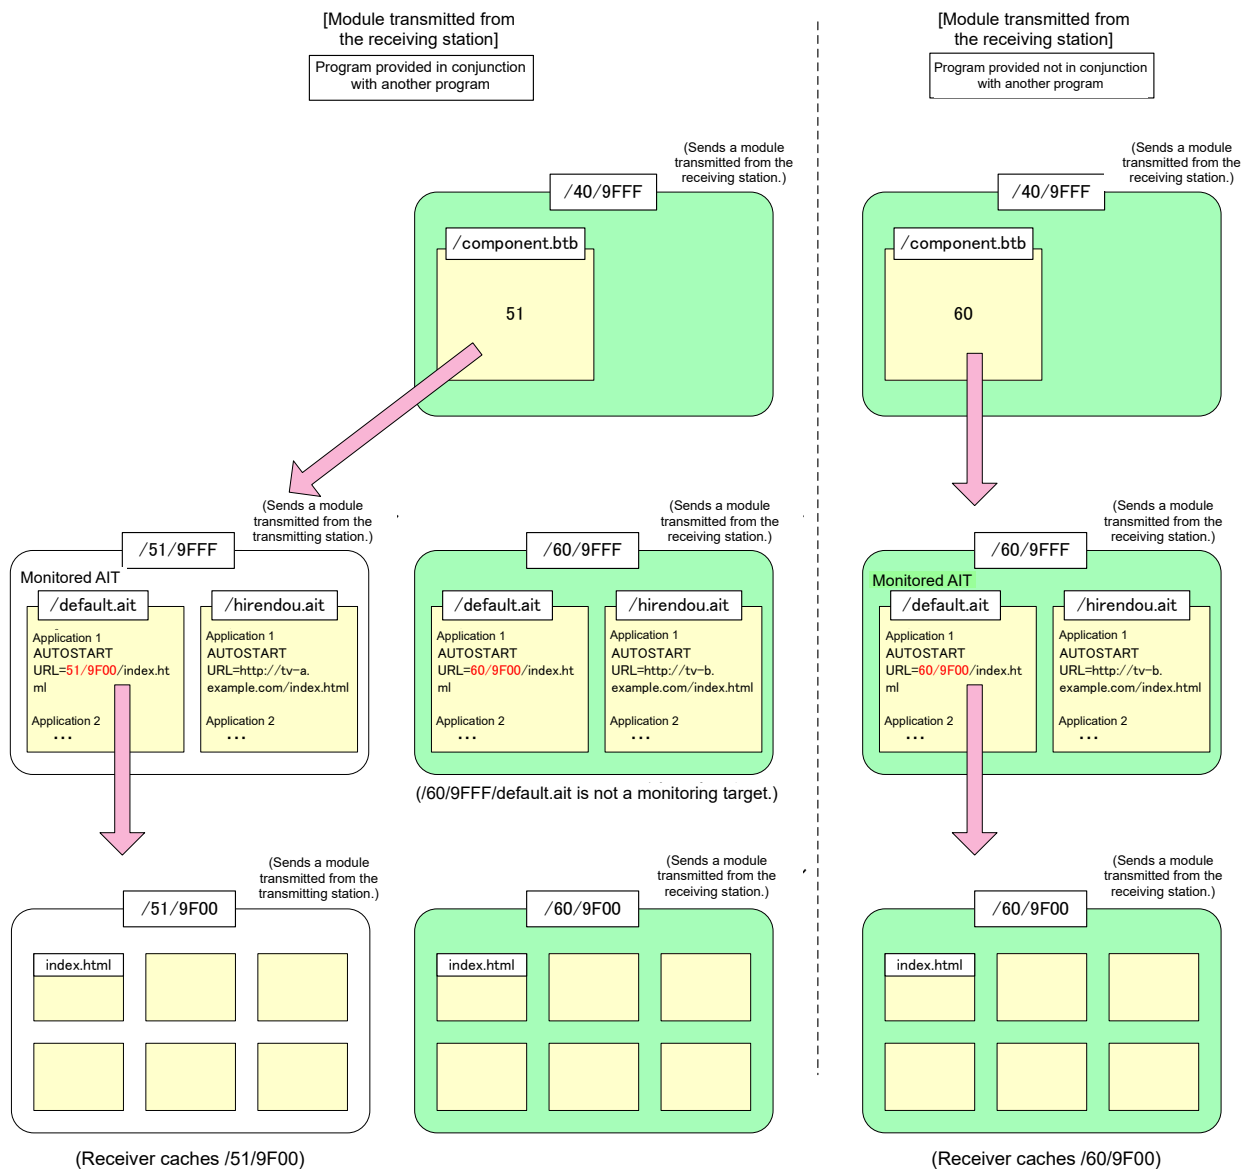 [Module transmitted from
the receiving station]
Program provided in conjunction
with another program
[Module transmitted from
the receiving station]
Program provided not in conjunction
with another program
(Sends a module
transmitted from the
receiving station.)
/40/9FFF
/component.btb
51
(Sends a module
transmitted from the
receiving station.)
/40/9FFF
/component.btb
60
(Sends a module
transmitted from the
transmitting station.)
/51/9FFF
Monitored AIT
/default.ait
Application 1
AUTOSTART
URL=51/9F00/index.ht
ml
Application 2
...
/hirendou.ait
Application 1
AUTOSTART
URL=http://tv-a.
example.com/index.html
Application 2
...
(Sends a module
transmitted from the
receiving station.)
/60/9FFF
/default.ait
Application 1
AUTOSTART
URL=60/9F00/index.ht
ml
Application 2
...
/hirendou.ait
Application 1
AUTOSTART
URL=http://tv-b.
example.com/index.html
Application 2
...
(/60/9FFF/default.ait is not a monitoring target.)
(Sends a module
transmitted from the
receiving station.)
/60/9FFF
Monitored AIT
/default.ait
Application 1
AUTOSTART
URL=60/9F00/index.ht
ml
Application 2
...
/hirendou.ait
Application 1
AUTOSTART
URL=http://tv-b.
example.com/index.html
Application 2
...
(Sends a module
transmitted from the
transmitting station.)
/51/9F00
index.html
(Receiver caches /51/9F00)
(Sends a module
transmitted from the
receiving station.)
/60/9F00
index.html
(Sends a module
transmitted from the
receiving station.)
/60/9F00
index.html
(Receiver caches /60/9F00)